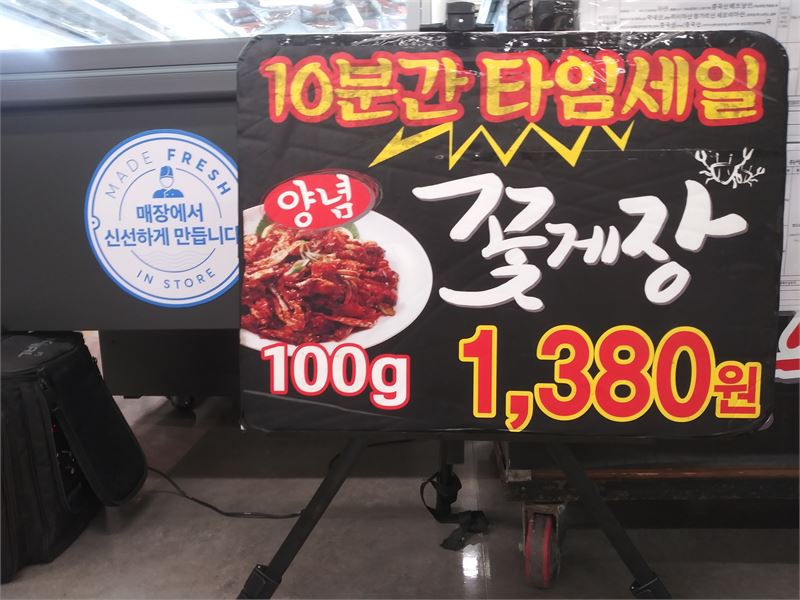 10분간 타임세일
양념
꽃게장
100g
1,380원
MADE FRESH
매장에서
신선하게 만듭니다
IN STORE